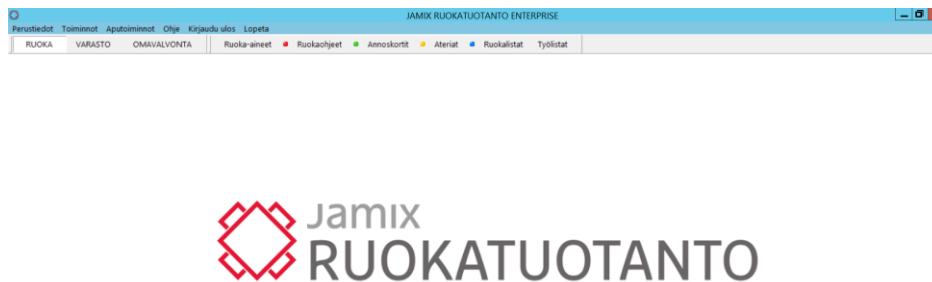 JAMIX RUOKATUOTANTO ENTERPRISE
Perustiedot Toiminnot Aputoiminnot Ohje Kirjaudu ulos Lopeta
RUOKA VARASTO OMAVALVONTA Ruoka-aineet Ruokaohjeet Annoskortit Ateriat Ruokalistat Työlistat
Jamix
RUOKATUOTANTO